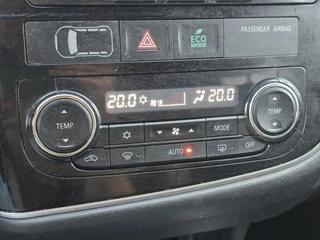 ECO
MODE
PASSENGER AIRBAG
20.0 20.0
TEMP
MODE
TEMP
AUTO
OFF